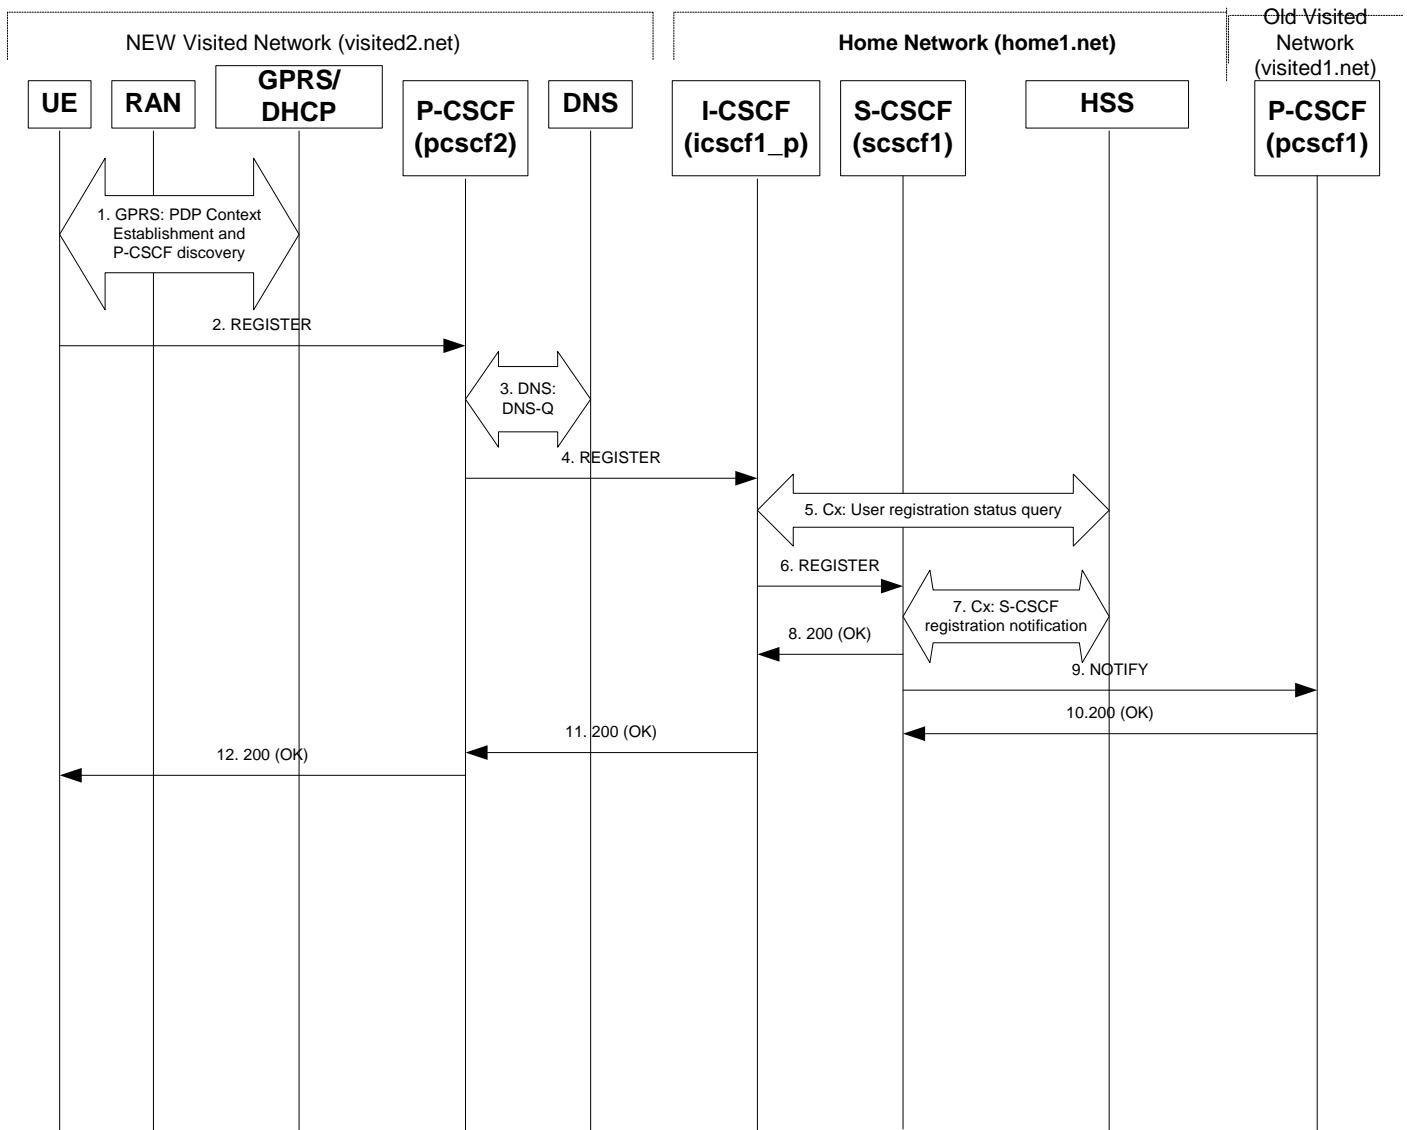 NEW Visited Network (visited2.net)
Home Network (home1.net)
Old Visited
Network
(visited1.net)
UE
RAN
GPRS/
DHCP
P-CSCF
(pcscf2)
DNS
I-CSCF
(icscf1_p)
S-CSCF
(scscf1)
HSS
P-CSCF
(pcscf1)
1. GPRS: PDP Context
Establishment and
P-CSCF discovery
2. REGISTER
3. DNS:
DNS-Q
4. REGISTER
5. Cx: User registration status query
6. REGISTER
7. Cx: S-CSCF
registration notification
8. 200 (OK)
9. NOTIFY
10.200 (OK)
11. 200 (OK)
12. 200 (OK)